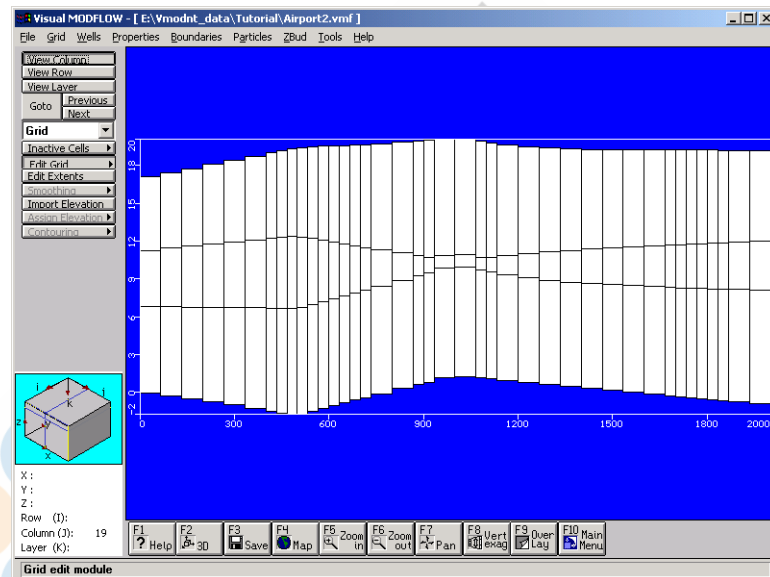 Visual MODFLOW - [ E:\Vmodnt_data\Tutorial\Airport2.vmf ]
File Grid Wells Properties Boundaries Particles ZBud Tools Help
View Column
View Row
View Layer
Goto Previous
Next
Grid
Inactive Cells
Edit Grid
Edit Extents
Smoothing
Import Elevation
Assign Elevation
Contouring
20
18
15
12
9
6
3
0
-2
0 300 600 900 1200 1500 1800 2000
i j
k
z y
x
X :
Y :
Z :
Row (I):
Column (J): 19
Layer (K):
F1 ? Help
F2 3D
F3 Save
F4 Map
F5 Zoom in
F6 Zoom out
F7 Pan
F8 Vert exag
F9 Over Lay
F10 Main Menu
Grid edit module